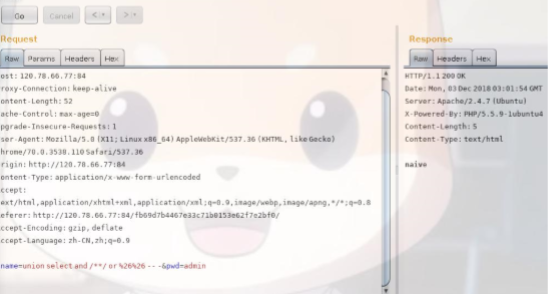 Go Cancel < >
Request
Response
Raw Params Headers Hex
Raw Headers Hex
ost: 120.78.66.77:84
roxy-Connection: keep-alive
ontent-Length: 52
ache-Control: max-age=0
pgrade-Insecure-Requests: 1
ser-Agent: Mozilla/5.0 (X11; Linux x86_64) AppleWebKit/537.36 (KHTML, like Gecko)
hrome/70.0.3538.110 Safari/537.36
rigin: http://120.78.66.77:84
ontent-Type: application/x-www-form-urlencoded
ccept:
ext/html,application/xhtml+xml,application/xml;q=0.9,image/webp,image/apng,*/*;q=0.8
eferer: http://120.78.66.77:84/fb69d7b4467e33c71b0153e62f7e2bf0/
ccept-Encoding: gzip, deflate
ccept-Language: zh-CN,zh;q=0.9
name=union select and /**/ or %26%26 -- -&pwd=admin
HTTP/1.1 200 OK
Date: Mon, 03 Dec 2018 03:01:54 GMT
Server: Apache/2.4.7 (Ubuntu)
X-Powered-By: PHP/5.5.9-1ubuntu4
Content-Length: 5
Content-Type: text/html
naive